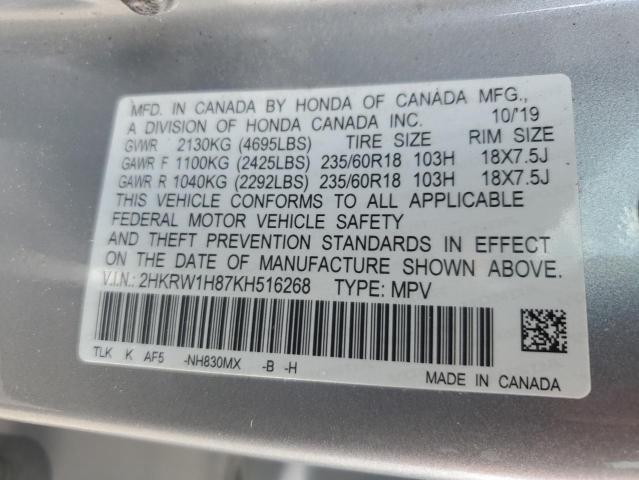 MFD. IN CANADA BY HONDA OF CANADA MFG.,
A DIVISION OF HONDA CANADA INC. 10/'19
GVWR 2130KG (4695LBS) TIRE SIZE RIM SIZE
GAWR F 1100KG (2425LBS) 235/60R18 103H 18X7.5J
GAWR R 1040KG (2292LBS) 235/60R18 103H 18X7.5J
THIS VEHICLE CONFORMS TO ALL APPLICABLE
FEDERAL MOTOR VEHICLE SAFETY
AND THEFT PREVENTION STANDARDS IN EFFECT
ON THE DATE OF MANUFACTURE SHOWN ABOVE.
V.I.N.: 2HKRW1H87KH516268 TYPE: MPV
TLK K AF5 -NH830MX -B -H
MADE IN CANADA